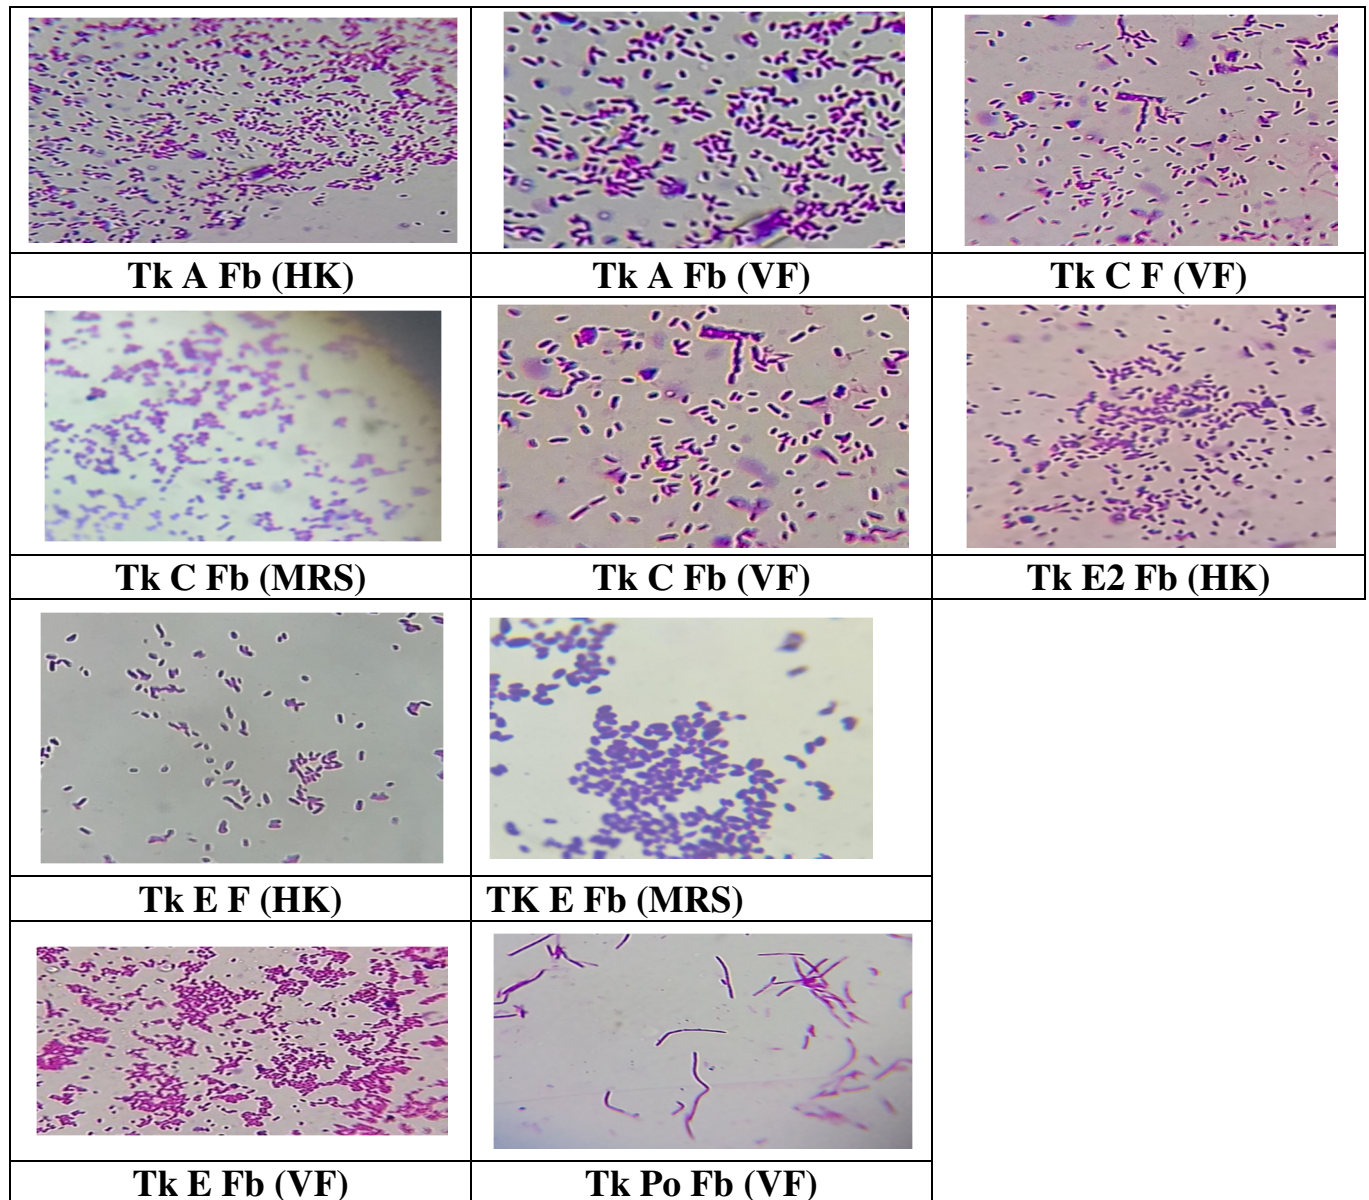 Tk A Fb (HK)
Tk A Fb (VF)
Tk C F (VF)
Tk C Fb (MRS)
Tk C Fb (VF)
Tk E2 Fb (HK)
Tk E F (HK)
TK E Fb (MRS)
Tk E Fb (VF)
Tk Po Fb (VF)